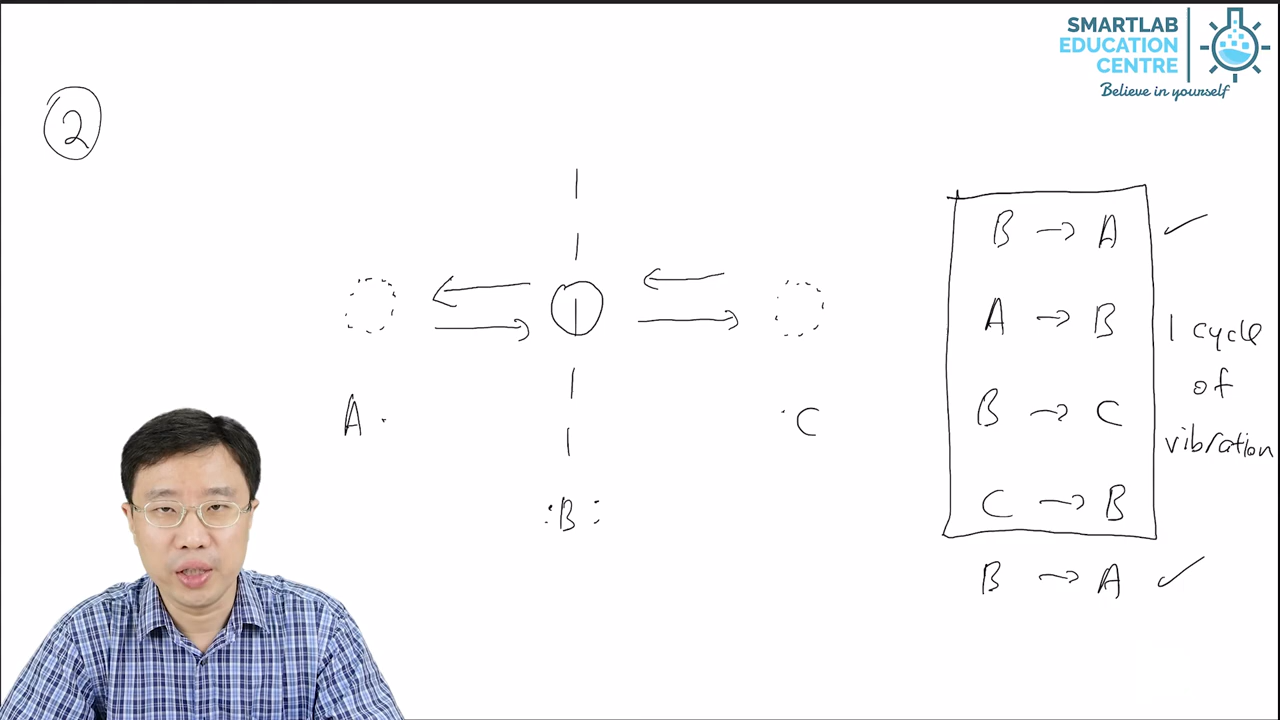 SMARTLAB
EDUCATION
CENTRE
Believe in yourself
2
B → A ✓
A → B
B → C
C → B
1 cycle
of
vibration
B → A ✓
A
C
B